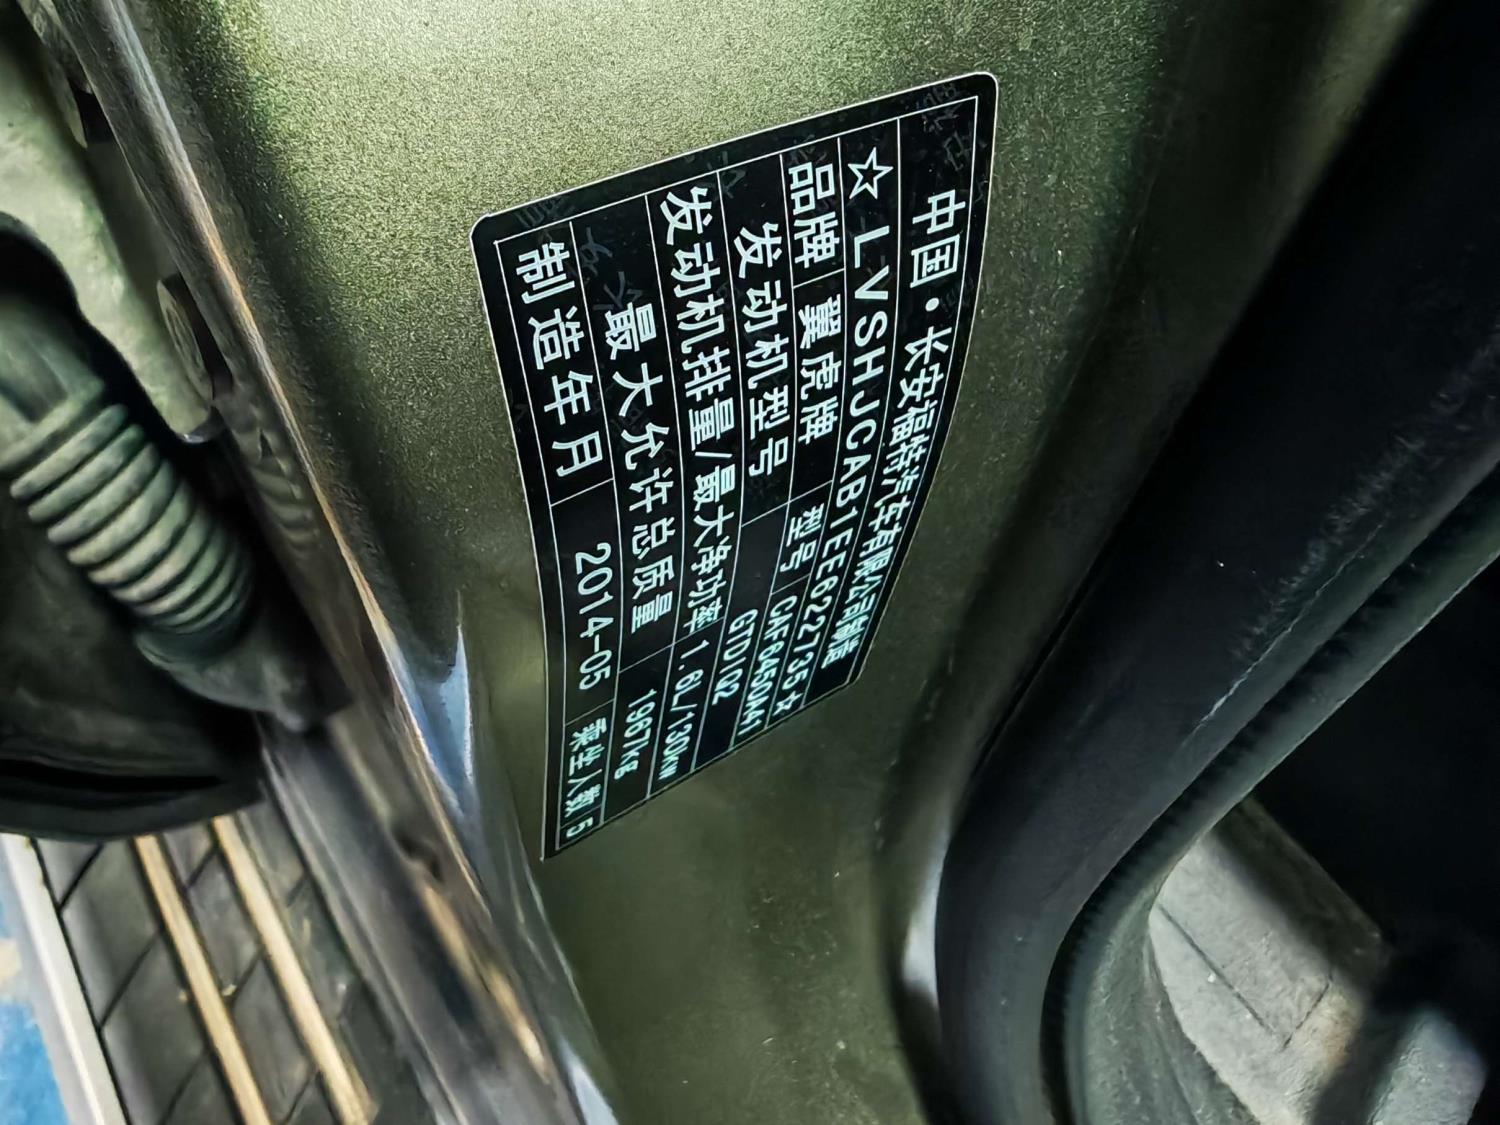 中国·长安福特汽车有限公司制造
☆LVSHJCAB1EE622735☆
品牌 翼虎牌 型号 CAF6450A41
发动机型号 GTDIQ2
发动机排量/最大净功率 1.6L/130KW
最大允许总质量 1987kg
制造年月 2014-05 乘坐人数 5